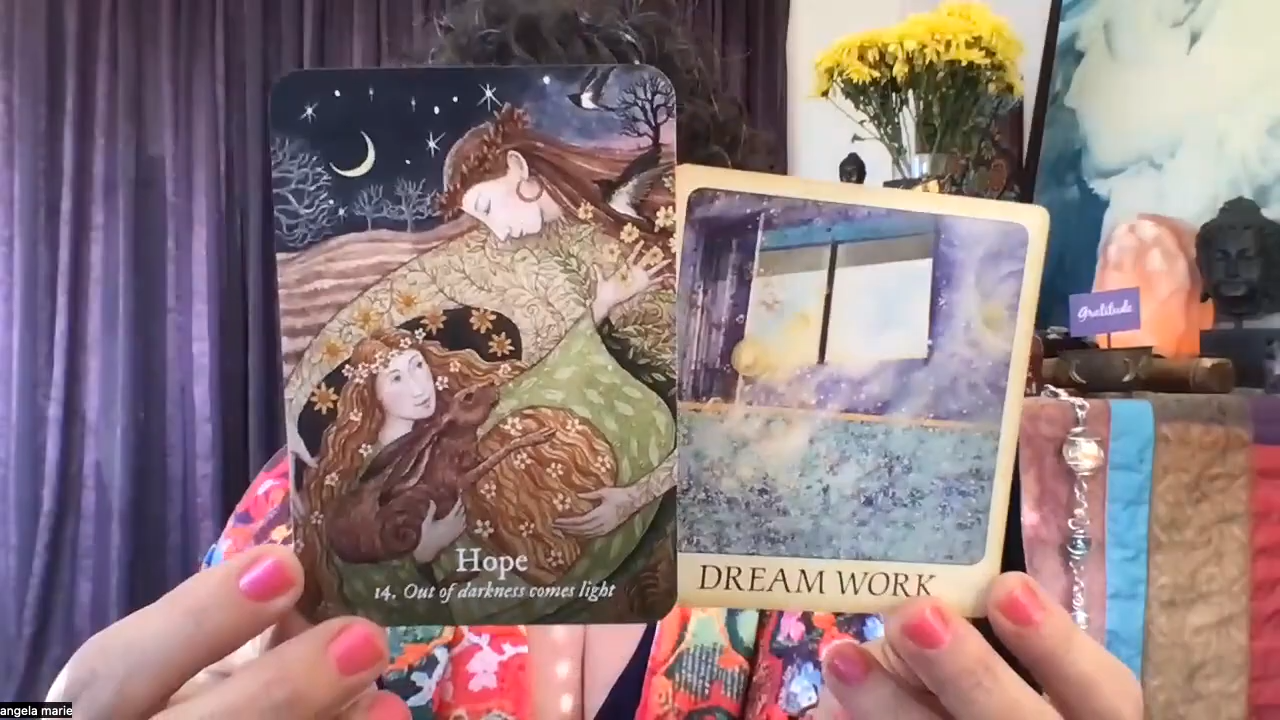 Hope
14. Out of darkness comes light
DREAM WORK
Gratitude
angela marie